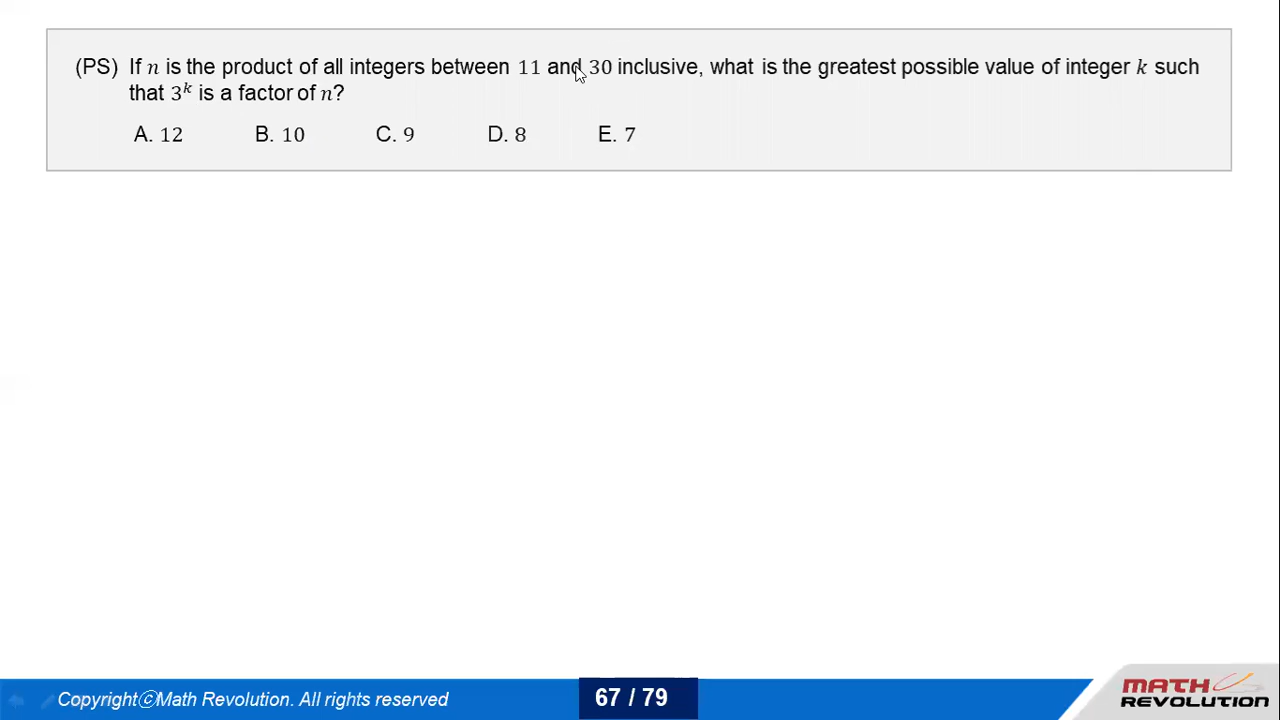 (PS) If n is the product of all integers between 11 and 30 inclusive, what is the greatest possible value of integer k such
that 3ᵏ is a factor of n?
A. 12 B. 10 C. 9 D. 8 E. 7
Copyrightⓒ Math Revolution. All rights reserved
67 / 79
MATH
REVOLUTION